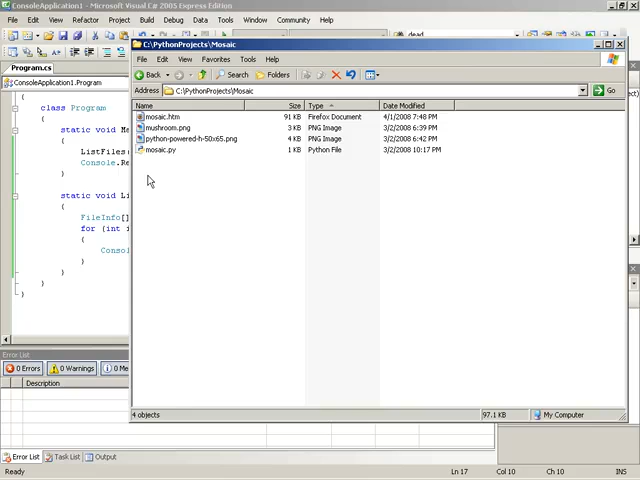 ConsoleApplication1 - Microsoft Visual C# 2005 Express Edition
File Edit View Refactor Project Build Debug Data Tools Window Community Help
dead
Program.cs
ConsoleApplication1.Program
C:\PythonProjects\Mosaic
File Edit View Favorites Tools Help
Back Search Folders
Address C:\PythonProjects\Mosaic Go
Name Size Type Date Modified
mosaic.htm 91 KB Firefox Document 4/1/2008 7:48 PM
mushroom.png 3 KB PNG Image 3/2/2008 6:39 PM
python-powered-h-50x65.png 4 KB PNG Image 3/2/2008 6:42 PM
mosaic.py 1 KB Python File 3/2/2008 10:17 PM
{
class Program
{
static void M
{
ListFiles(
Console.Re
}
static void Li
{
FileInfo[]
for (int i
{
Conso
}
}
}
}
4 objects 97.1 KB My Computer
Error List
0 Errors 0 Warnings 0 Me
Description
Error List Task List Output
Ready Ln 17 Col 10 Ch 10 INS